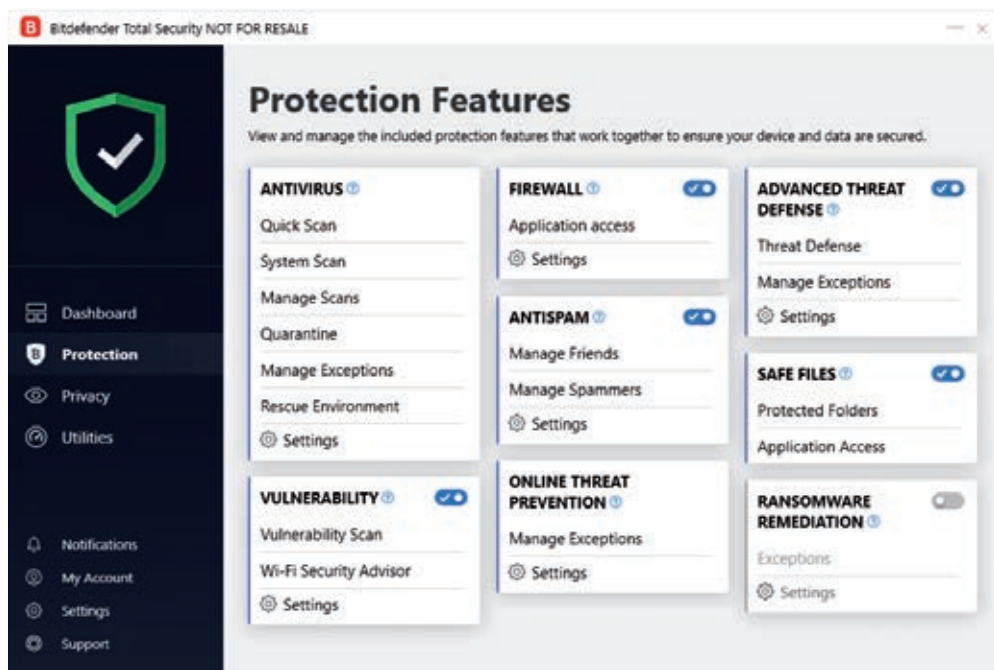 B Bitdefender Total Security NOT FOR RESALE
Protection Features
View and manage the included protection features that work together to ensure your device and data are secured.
Dashboard
B Protection
Privacy
Utilities
Notifications
My Account
Settings
Support
ANTIVIRUS ?
Quick Scan
System Scan
Manage Scans
Quarantine
Manage Exceptions
Rescue Environment
Settings
VULNERABILITY ?
Vulnerability Scan
Wi-Fi Security Advisor
Settings
FIREWALL ?
Application access
Settings
ANTISPAM ?
Manage Friends
Manage Spammers
Settings
ONLINE THREAT
PREVENTION ?
Manage Exceptions
Settings
ADVANCED THREAT
DEFENSE ?
Threat Defense
Manage Exceptions
Settings
SAFE FILES ?
Protected Folders
Application Access
RANSOMWARE
REMEDIATION ?
Exceptions
Settings